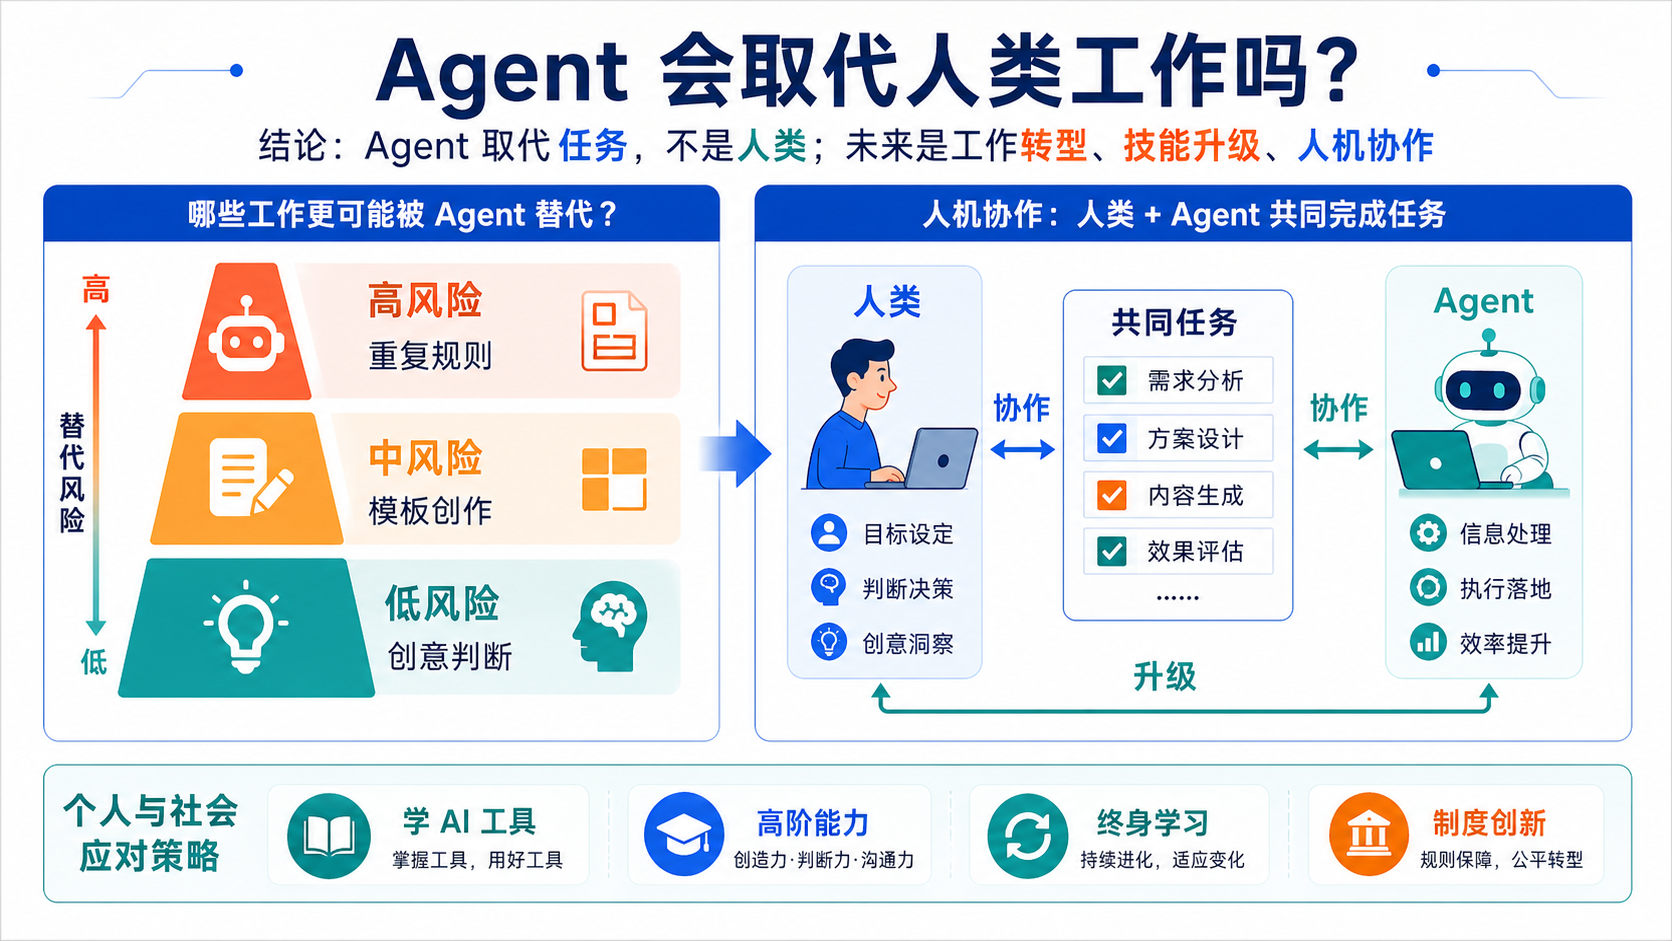 Agent 会取代人类工作吗？
结论：Agent 取代任务，不是人类；未来是工作转型、技能升级、人机协作
哪些工作更可能被 Agent 替代？
高
替代风险
低
高风险
重复规则
中风险
模板创作
低风险
创意判断
人机协作：人类 + Agent 共同完成任务
人类
目标设定
判断决策
创意洞察
协作
共同任务
需求分析
方案设计
内容生成
效果评估
……
协作
Agent
信息处理
执行落地
效率提升
升级
个人与社会
应对策略
学 AI 工具
掌握工具，用好工具
高阶能力
创造力·判断力·沟通力
终身学习
持续进化，适应变化
制度创新
规则保障，公平转型